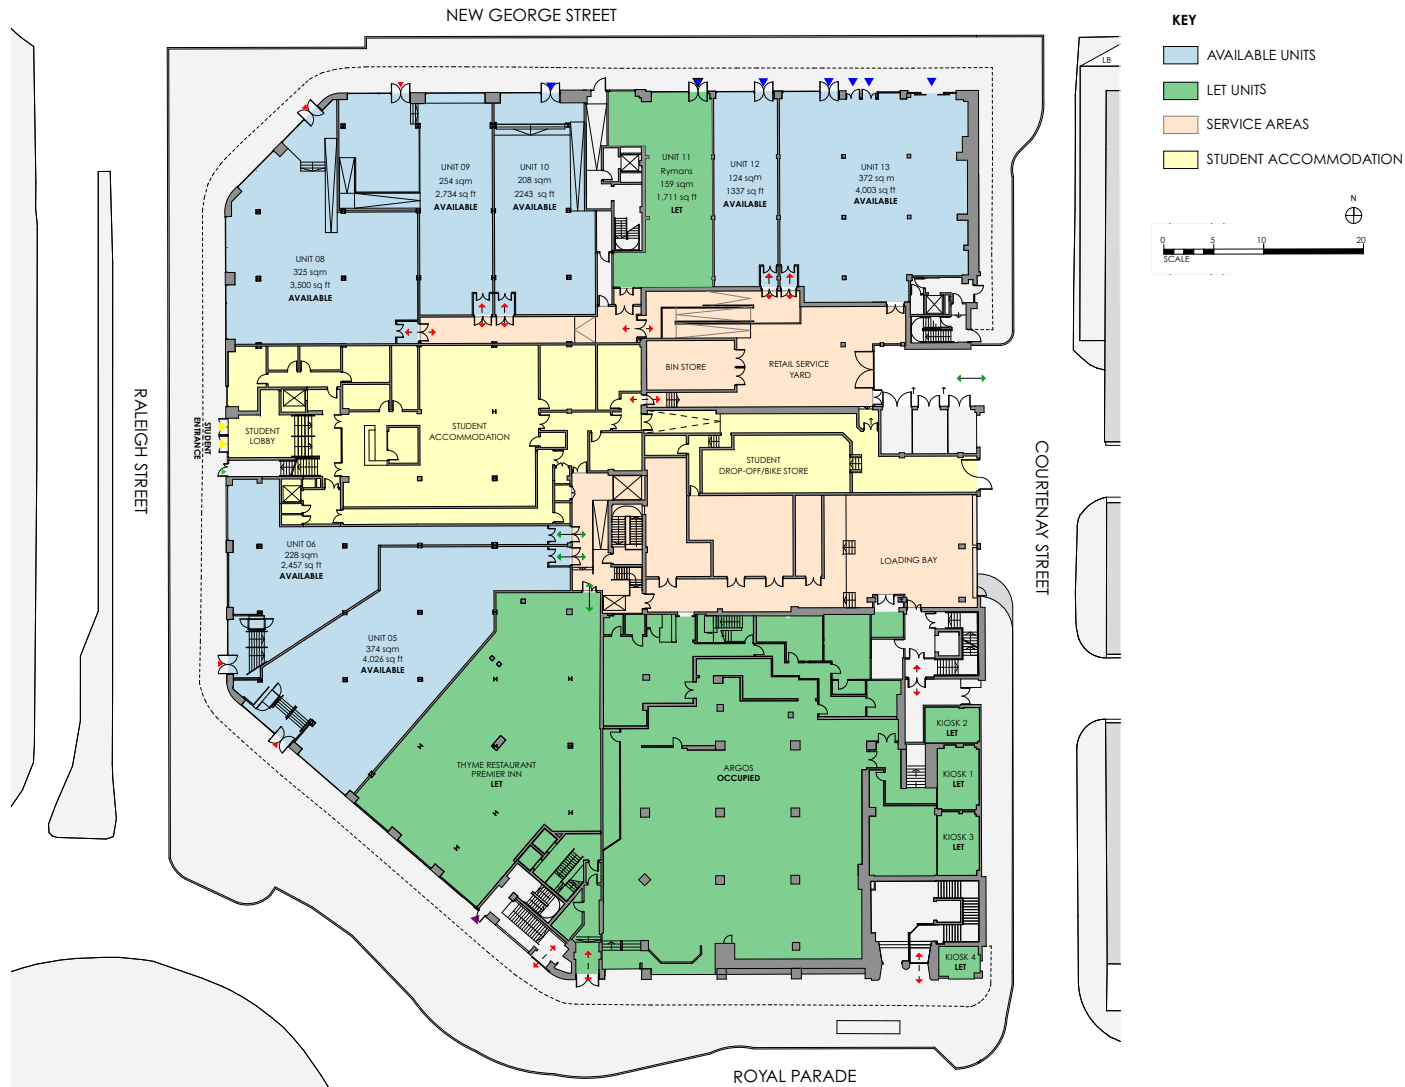 NEW GEORGE STREET
KEY
AVAILABLE UNITS
LET UNITS
SERVICE AREAS
STUDENT ACCOMMODATION
LB
N
0 5 10 20
SCALE
UNIT 09
254 sqm
2,734 sq ft
AVAILABLE
UNIT 10
208 sqm
2243 sq ft
AVAILABLE
UNIT 11
Rymans
159 sqm
1,711 sq ft
LET
UNIT 12
124 sqm
1337 sq ft
AVAILABLE
UNIT 13
372 sq m
4,003 sq ft
AVAILABLE
UNIT 08
325 sqm
3,500 sq ft
AVAILABLE
BIN STORE
RETAIL SERVICE
YARD
RALEIGH STREET
STUDENT
ENTRANCE
STUDENT
LOBBY
STUDENT
ACCOMMODATION
STUDENT
DROP-OFF/BIKE STORE
COURTENAY STREET
UNIT 06
228 sqm
2,457 sq ft
AVAILABLE
LOADING BAY
UNIT 05
374 sqm
4,026 sq ft
AVAILABLE
KIOSK 2
LET
THYME RESTAURANT
PREMIER INN
LET
ARGOS
OCCUPIED
KIOSK 1
LET
KIOSK 3
LET
KIOSK 4
LET
ROYAL PARADE